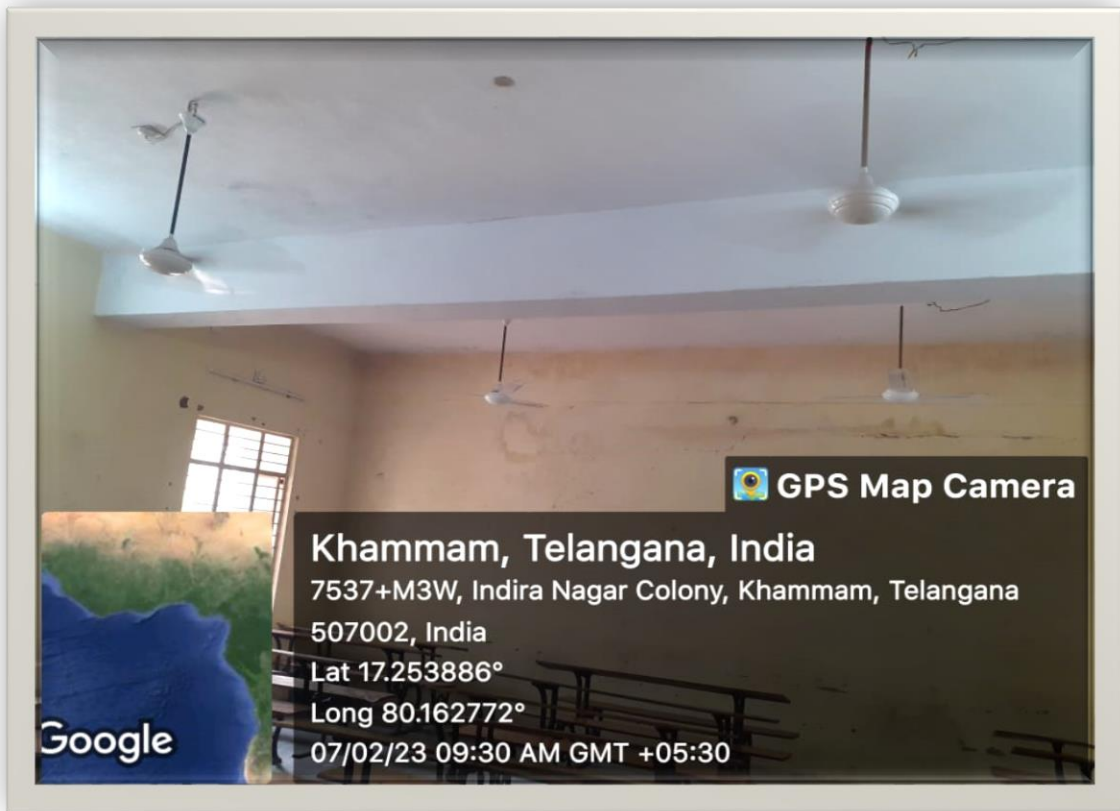 GPS Map Camera
Khammam, Telangana, India
7537+M3W, Indira Nagar Colony, Khammam, Telangana
507002, India
Lat 17.253886°
Long 80.162772°
07/02/23 09:30 AM GMT +05:30
Google